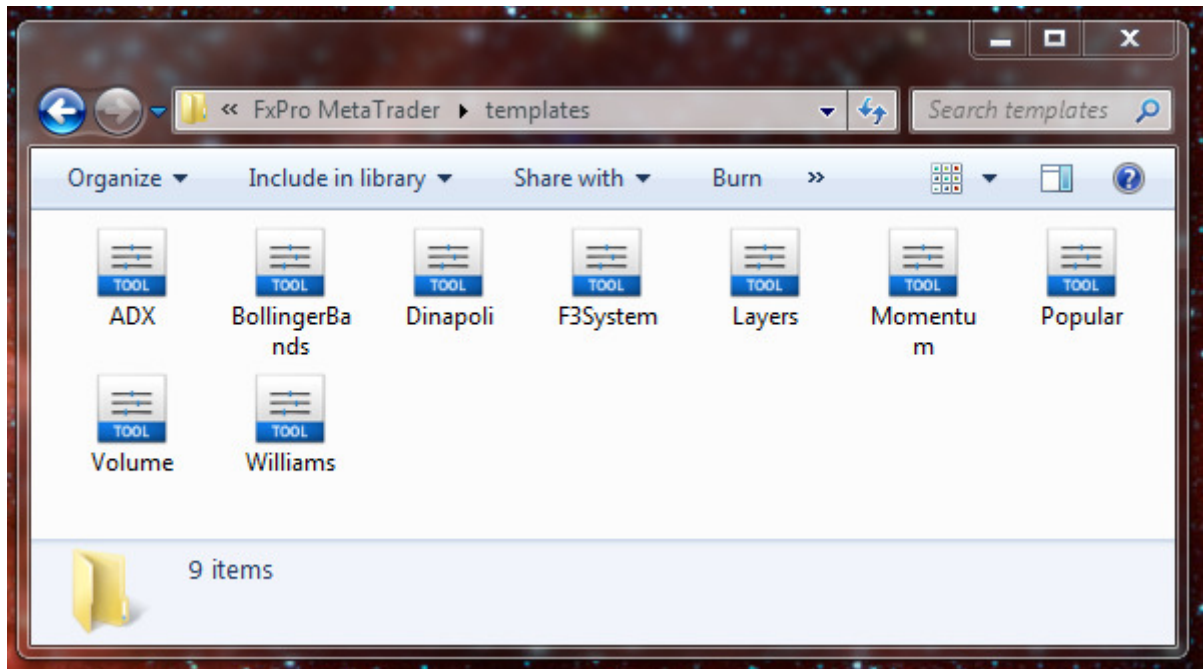 « FxPro MetaTrader templates Search templates
Organize Include in library Share with Burn »
TOOL TOOL TOOL TOOL TOOL TOOL TOOL
ADX BollingerBa Dinapoli F3System Layers Momentu Popular
nds m
TOOL TOOL
Volume Williams
9 items